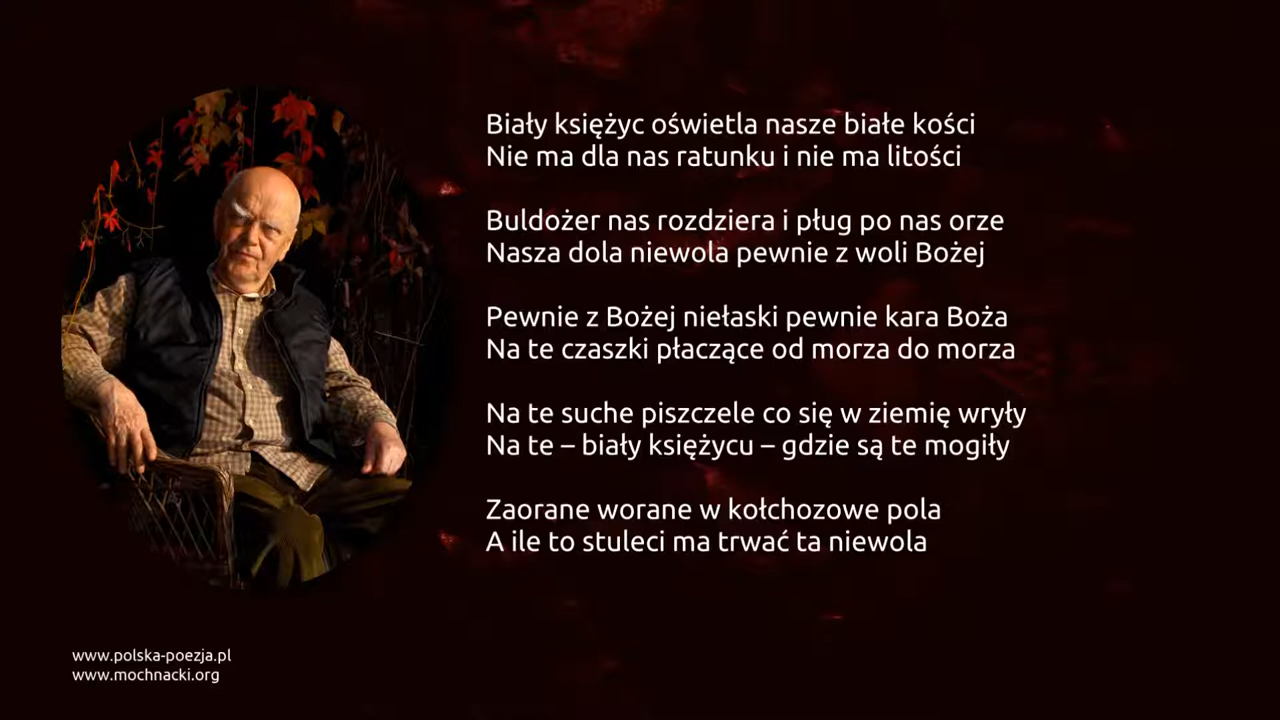 Biały księżyc oświetla nasze białe kości
Nie ma dla nas ratunku i nie ma litości
Buldożer nas rozdziera i pług po nas orze
Nasza dola niewola pewnie z woli Bożej
Pewnie z Bożej niełaski pewnie kara Boża
Na te czaszki płaczące od morza do morza
Na te suche piszczele co się w ziemię wryły
Na te – biały księżycu – gdzie są te mogiły
Zaorane worane w kołchozowe pola
A ile to stuleci ma trwać ta niewola
www.polska-poezja.pl
www.mochnacki.org